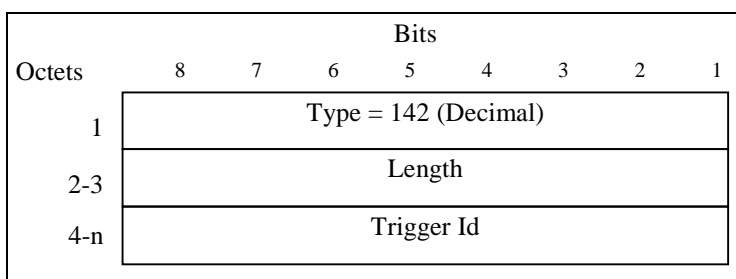 Bits
Octets 8 7 6 5 4 3 2 1
1 Type = 142 (Decimal)
2-3 Length
4-n Trigger Id